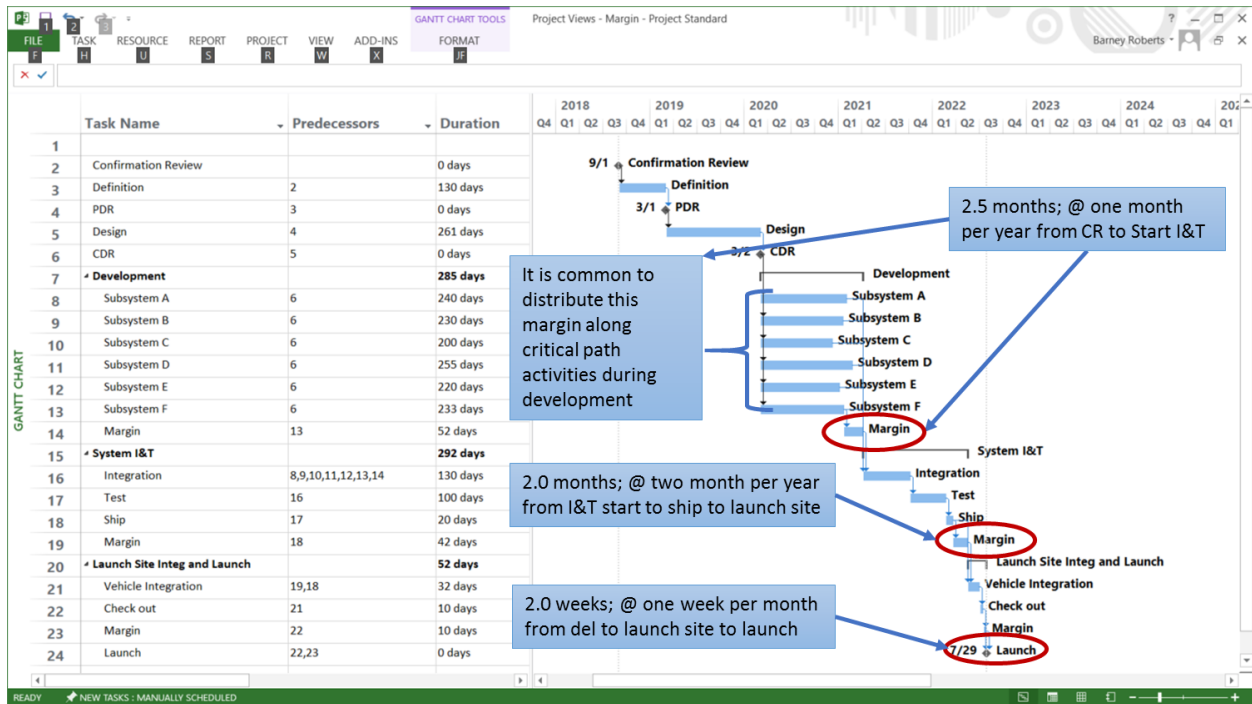 GANTT CHART TOOLS
Project Views - Margin - Project Standard
1 2 3
FILE TASK RESOURCE REPORT PROJECT VIEW ADD-INS FORMAT
Barney Roberts
F H U S R W X JF
2018 2019 2020 2021 2022 2023 2024 202
Task Name Predecessors Duration
Q4 Q1 Q2 Q3 Q4 Q1 Q2 Q3 Q4 Q1 Q2 Q3 Q4 Q1 Q2 Q3 Q4 Q1 Q2 Q3 Q4 Q1 Q2 Q3 Q4 Q1 Q2 Q3 Q4 Q1
1
2 Confirmation Review 0 days
3 Definition 2 130 days
4 PDR 3 0 days
5 Design 4 261 days
6 CDR 5 0 days
7 Development 285 days
8 Subsystem A 6 240 days
9 Subsystem B 6 230 days
10 Subsystem C 6 200 days
11 Subsystem D 6 255 days
12 Subsystem E 6 220 days
13 Subsystem F 6 233 days
14 Margin 13 52 days
15 System I&T 292 days
16 Integration 8,9,10,11,12,13,14 130 days
17 Test 16 100 days
18 Ship 17 20 days
19 Margin 18 42 days
20 Launch Site Integ and Launch 52 days
21 Vehicle Integration 19,18 32 days
22 Check out 21 10 days
23 Margin 22 10 days
24 Launch 22,23 0 days
GANTT CHART
9/1 Confirmation Review
Definition
3/1 PDR
Design
3/2 CDR
Development
Subsystem A
Subsystem B
Subsystem C
Subsystem D
Subsystem E
Subsystem F
Margin
System I&T
Integration
Test
Ship
Margin
Launch Site Integ and Launch
Vehicle Integration
Check out
Margin
7/29 Launch
2.5 months; @ one month
per year from CR to Start I&T
It is common to
distribute this
margin along
critical path
activities during
development
2.0 months; @ two month per year
from I&T start to ship to launch site
2.0 weeks; @ one week per month
from del to launch site to launch
READY NEW TASKS : MANUALLY SCHEDULED